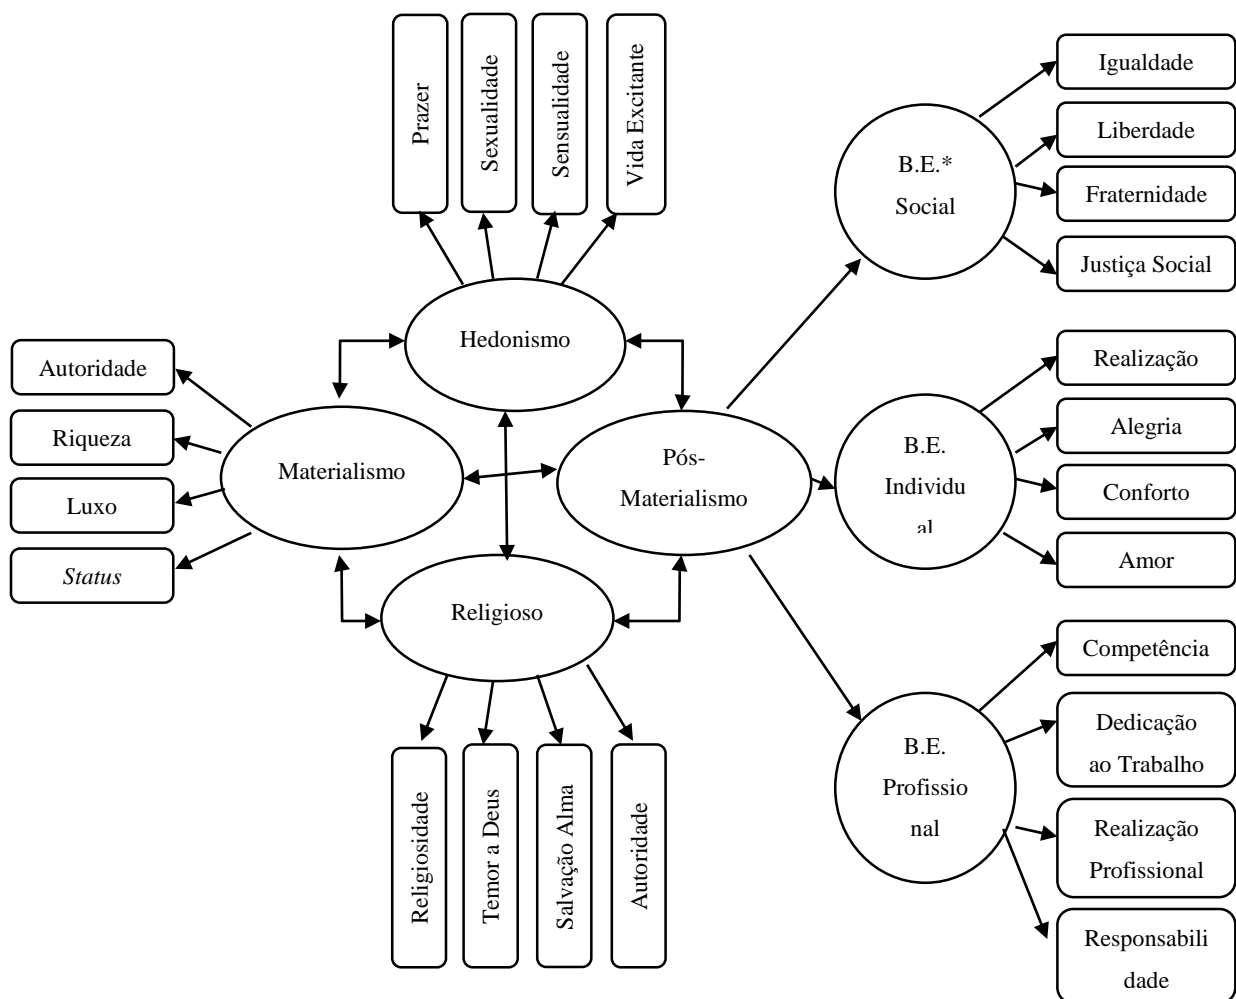 Prazer
Sexualidade
Sensualidade
Vida Excitante
Hedonismo
Autoridade
Riqueza
Luxo
Status
Materialismo
Pós-
Materialismo
Religioso
Religiosidade
Temor a Deus
Salvação Alma
Autoridade
B.E.*
Social
Igualdade
Liberdade
Fraternidade
Justiça Social
B.E.
Individu
al
Realização
Alegria
Conforto
Amor
B.E.
Profissio
nal
Competência
Dedicação
ao Trabalho
Realização
Profissional
Responsabili
dade